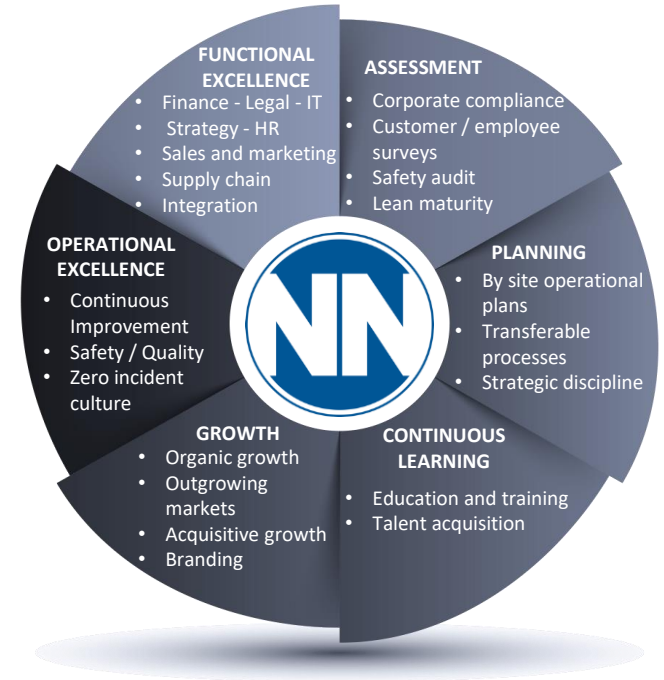 FUNCTIONAL
EXCELLENCE
• Finance - Legal - IT
• Strategy - HR
• Sales and marketing
• Supply chain
• Integration
ASSESSMENT
• Corporate compliance
• Customer / employee
surveys
• Safety audit
• Lean maturity
PLANNING
• By site operational
plans
• Transferable
processes
• Strategic discipline
CONTINUOUS
LEARNING
• Education and training
• Talent acquisition
GROWTH
• Organic growth
• Outgrowing
markets
• Acquisitive growth
• Branding
OPERATIONAL
EXCELLENCE
• Continuous
Improvement
• Safety / Quality
• Zero incident
culture
NN